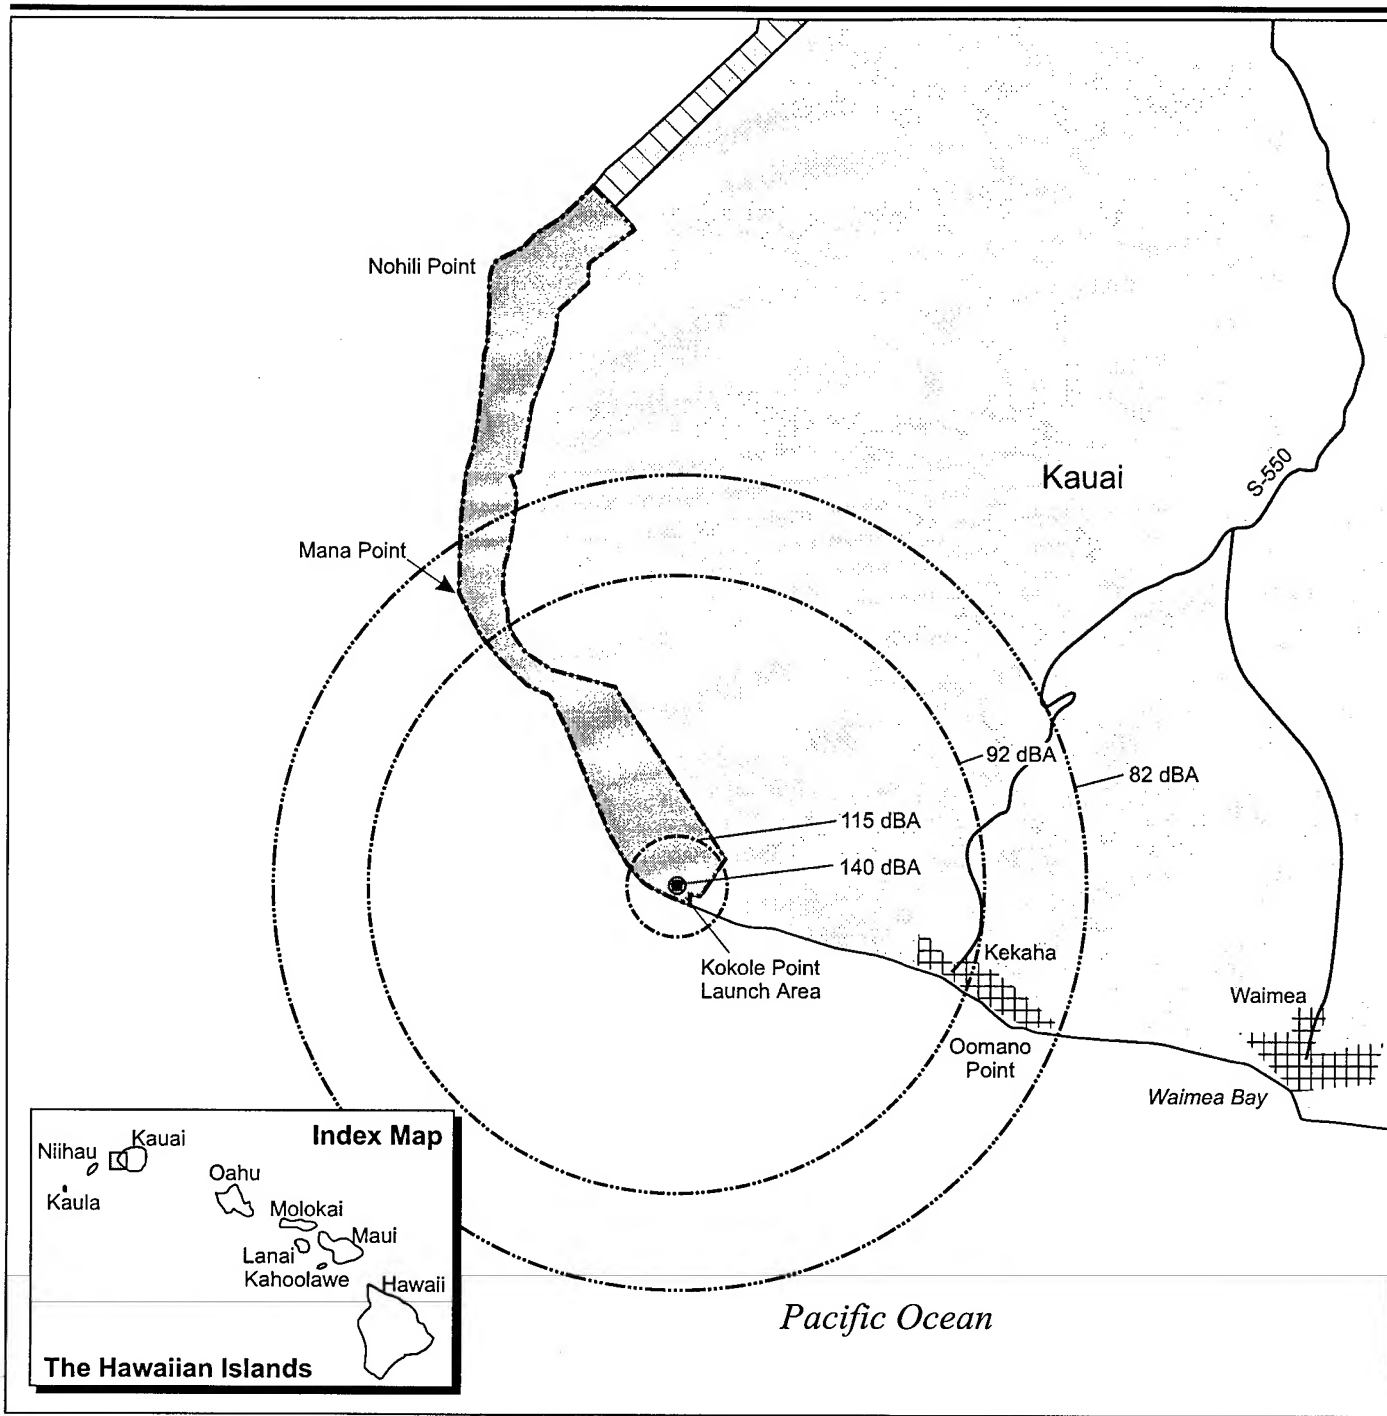 Nohili Point
Kauai
S-550
Mana Point
92 dBA
82 dBA
115 dBA
140 dBA
Kekaha
Kokole Point
Launch Area
Waimea
Oomano
Point
Waimea Bay
Index Map
Kauai
Niihau
Oahu
Kaula
Molokai
Maui
Lanai
Kahoolawe
Hawaii
Pacific Ocean
The Hawaiian Islands